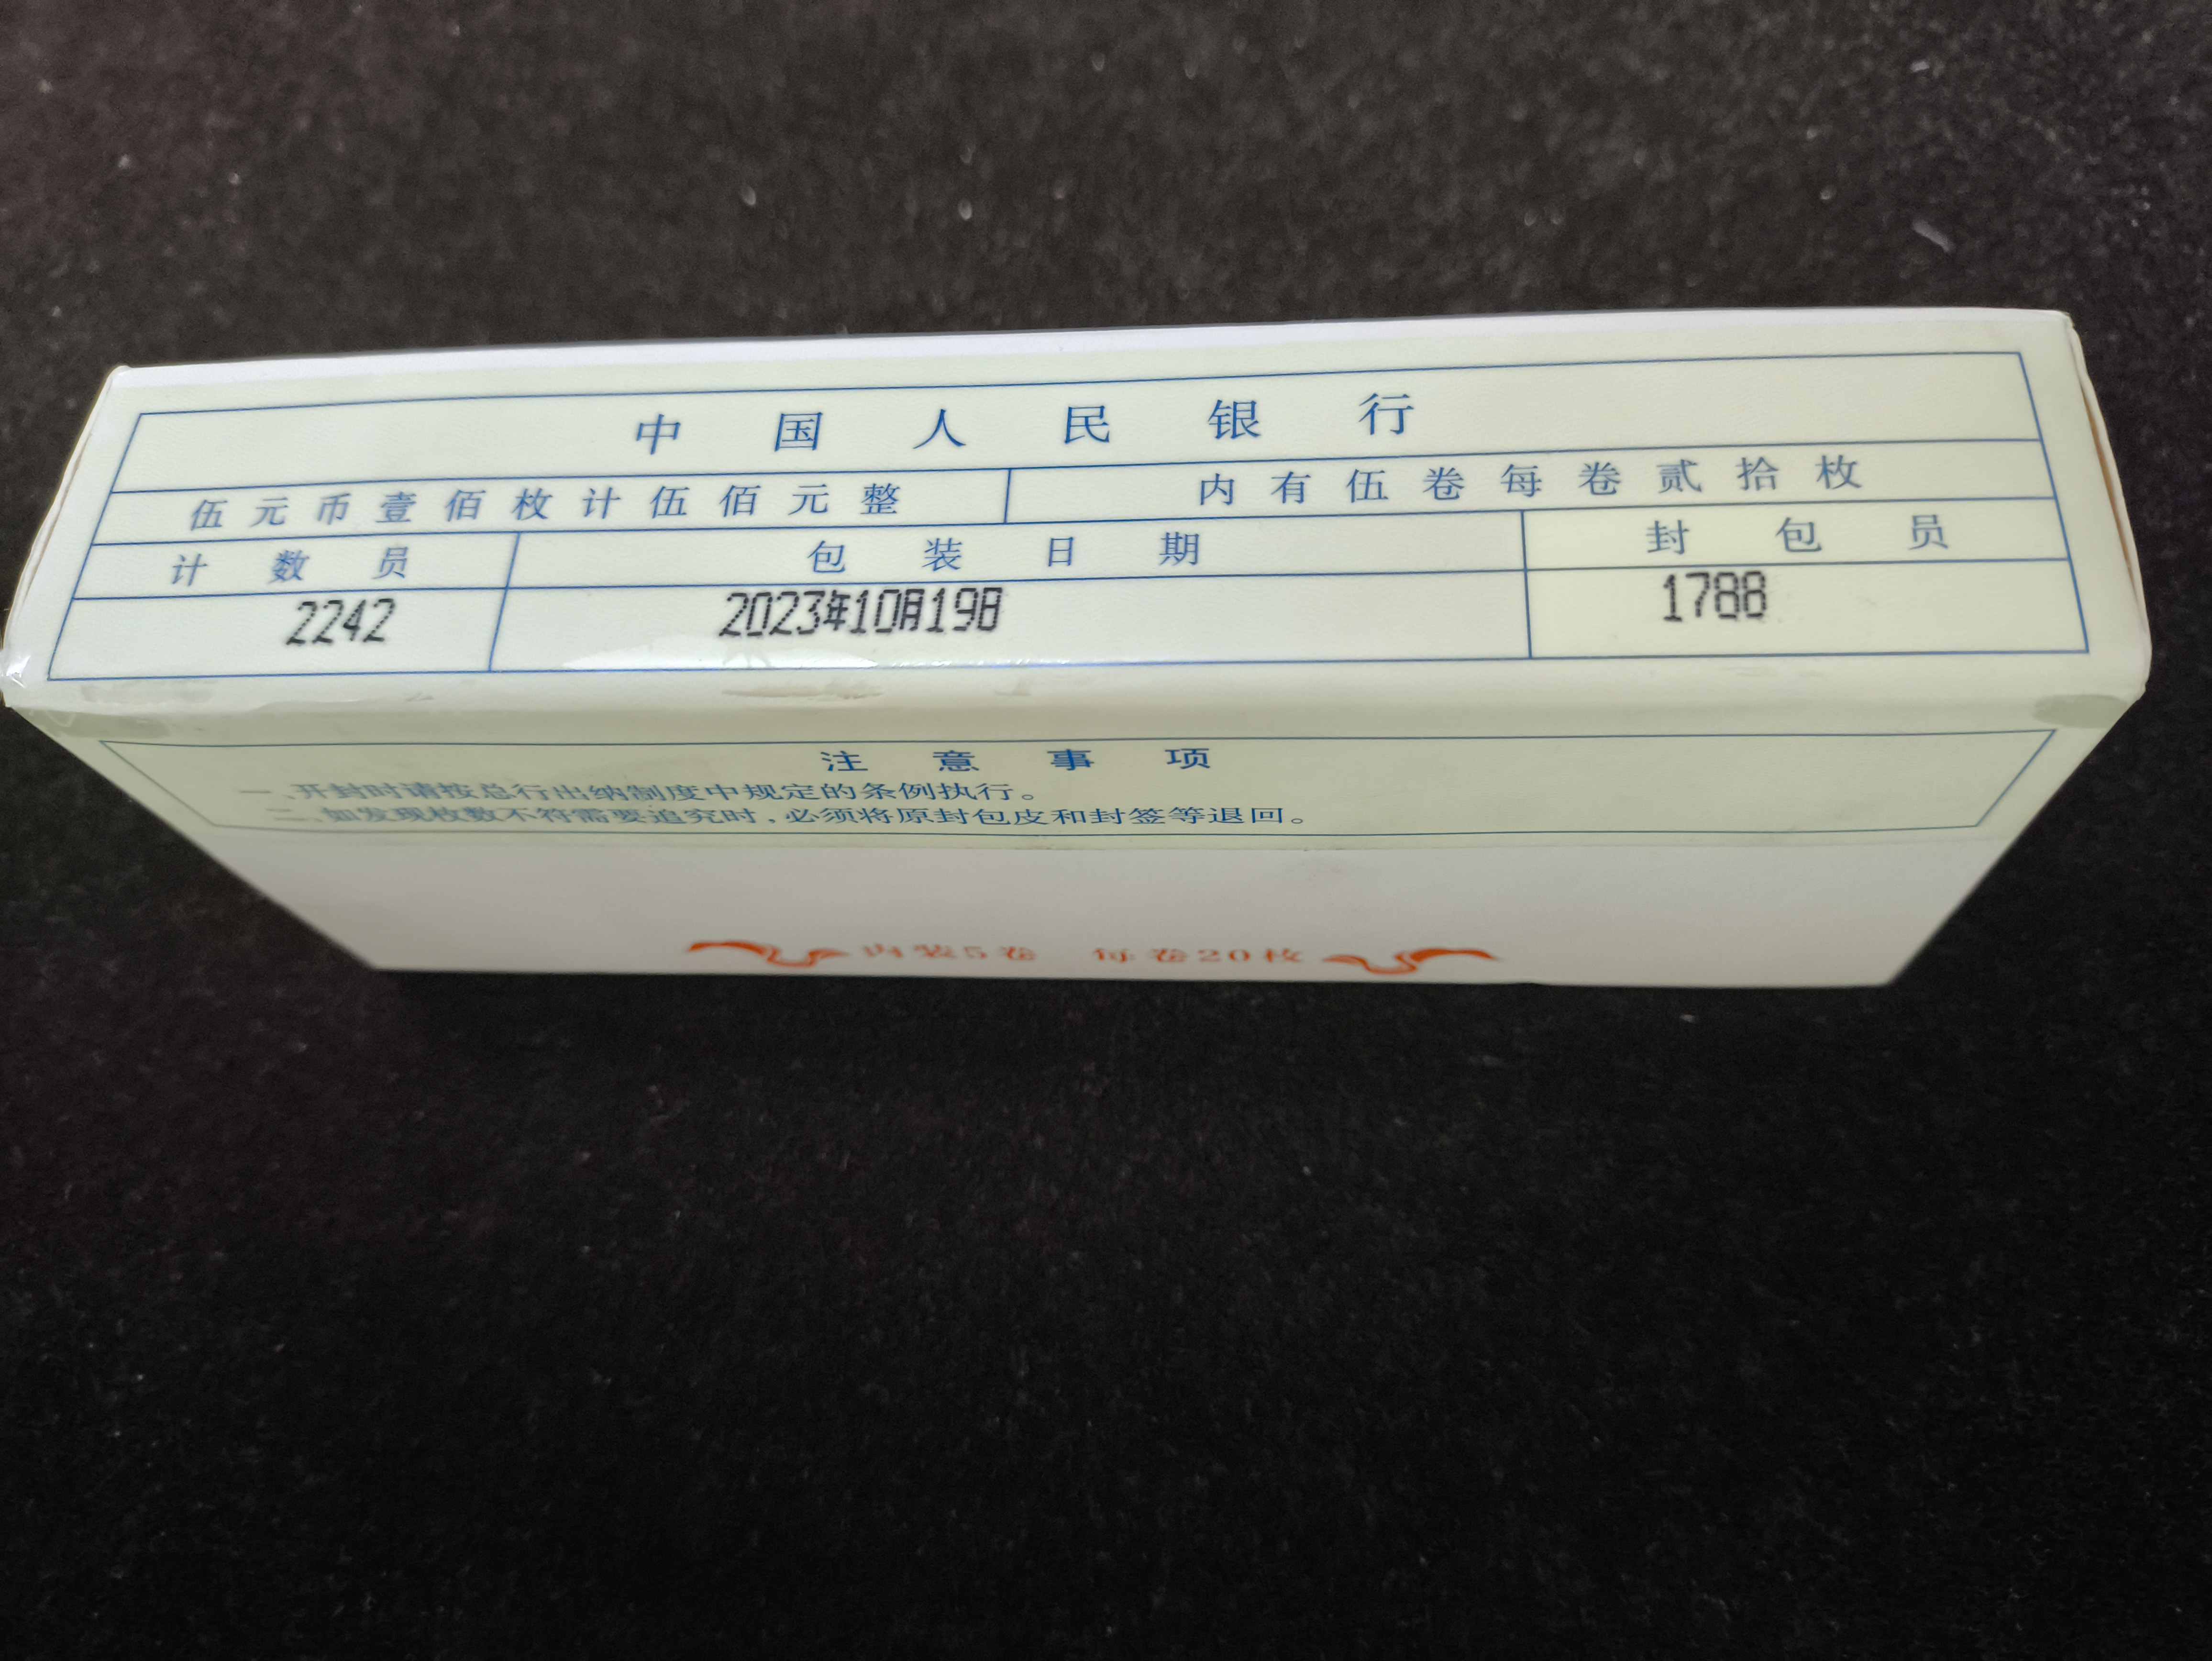 中国人民银行
伍元币壹佰枚计伍佰元整 内有伍卷每卷贰拾枚
计数员 包装日期 封包员
2242 2023年10月19日 1788
注意事项
一、开封时请按总行出纳制度中规定的条例执行。
二、如发现枚数不符需要追究时,必须将原封包皮和封签等退回。
内装5卷 每卷20枚